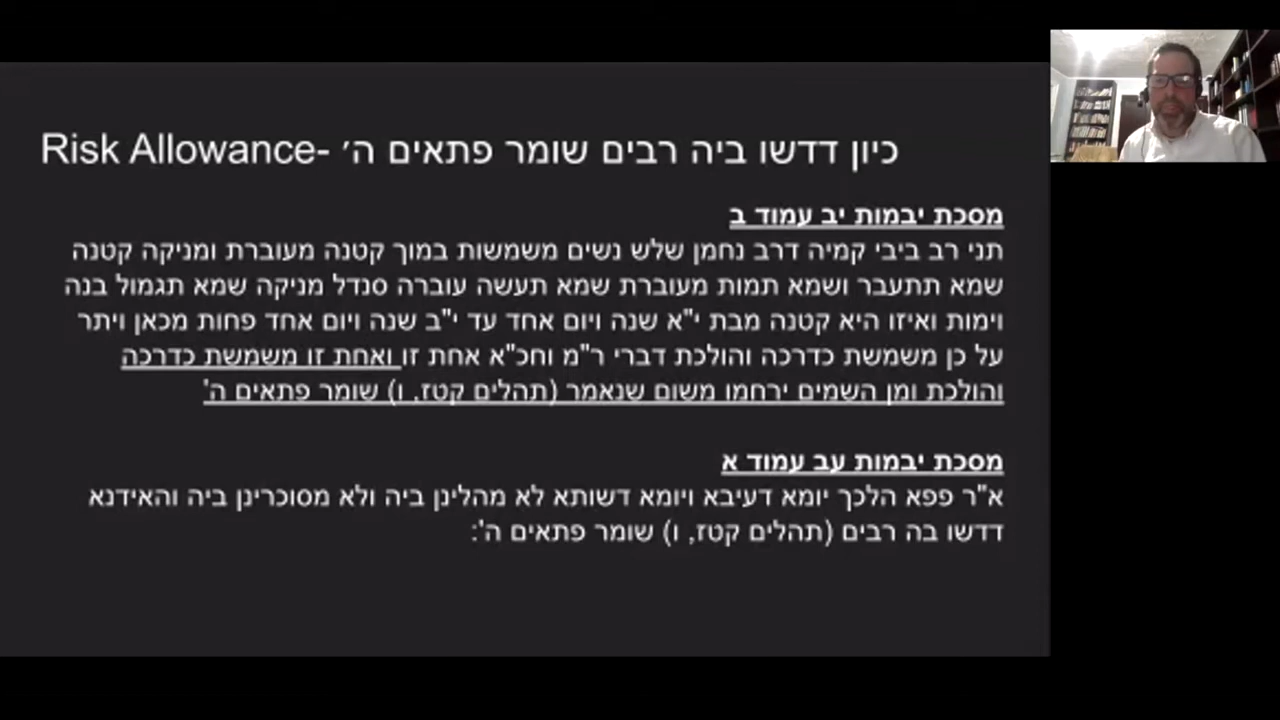 Risk Allowance- כיון דדשו ביה רבים שומר פתאים ה׳
מסכת יבמות יב עמוד ב
תני רב ביבי קמיה דרב נחמן שלש נשים משמשות במוך קטנה מעוברת ומניקה קטנה
שמא תתעבר ושמא תמות מעוברת שמא תעשה עוברה סנדל מניקה שמא תגמול בנה
וימות ואיזו היא קטנה מבת י"א שנה ויום אחד עד י"ב שנה ויום אחד פחות מכאן ויתר
על כן משמשת כדרכה והולכת דברי ר"מ וחכ"א אחת זו ואחת זו משמשת כדרכה
והולכת ומן השמים ירחמו משום שנאמר (תהלים קטז, ו) שומר פתאים ה'
מסכת יבמות עב עמוד א
א"ר פפא הלכך יומא דעיבא ויומא דשותא לא מהלינן ביה ולא מסוכרינן ביה והאידנא
דדשו בה רבים (תהלים קטז, ו) שומר פתאים ה':